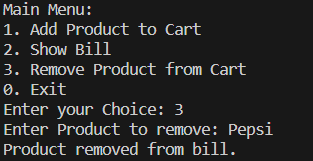 Main Menu:
1. Add Product to Cart
2. Show Bill
3. Remove Product from Cart
0. Exit
Enter your Choice: 3
Enter Product to remove: Pepsi
Product removed from bill.